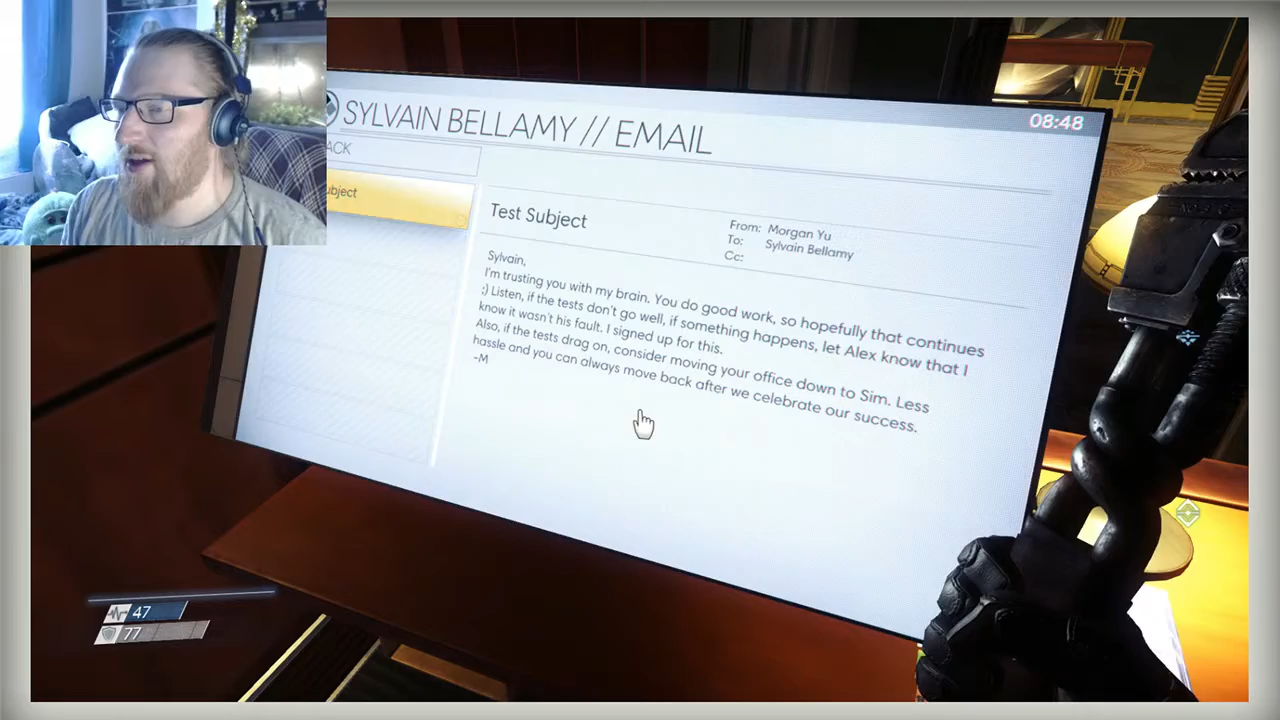 SYLVAIN BELLAMY // EMAIL
08:48
ACK
ubject
Test Subject
From: Morgan Yu
To: Sylvain Bellamy
Cc:
Sylvain,
I'm trusting you with my brain. You do good work, so hopefully that continues
;) Listen, if the tests don't go well, if something happens, let Alex know that I
know it wasn't his fault. I signed up for this.
Also, if the tests drag on, consider moving your office down to Sim. Less
hassle and you can always move back after we celebrate our success.
-M
47
77